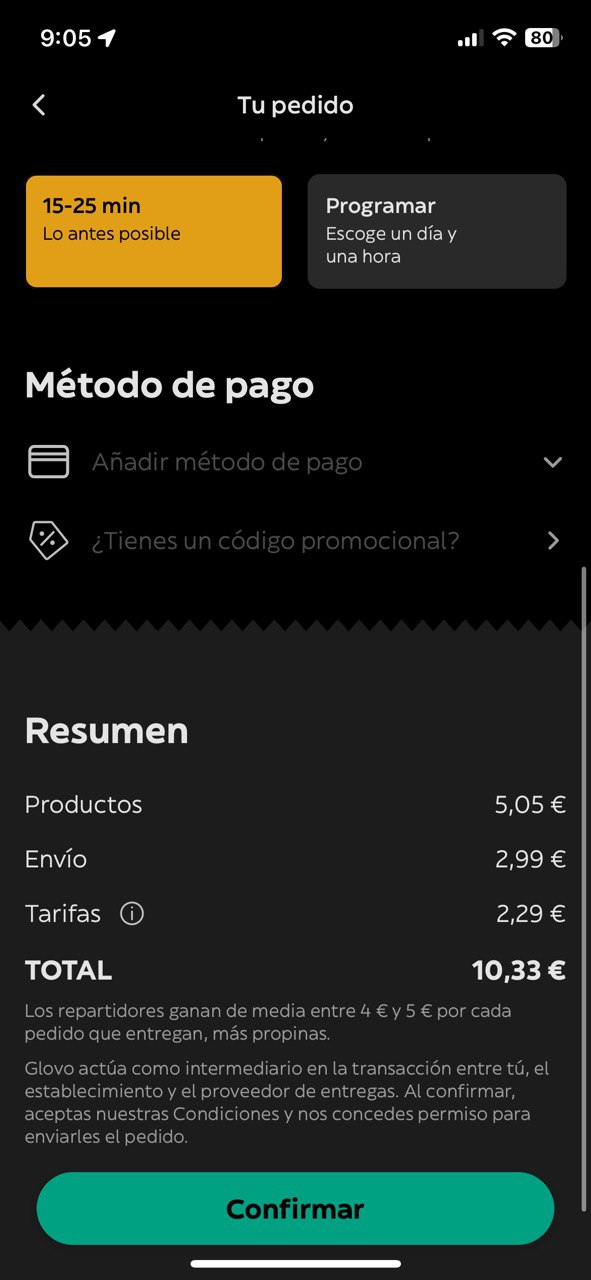 9:05
80
Tu pedido
15-25 min
Lo antes posible
Programar
Escoge un día y
una hora
Método de pago
Añadir método de pago
¿Tienes un código promocional?
Resumen
Productos 5,05 €
Envío 2,99 €
Tarifas 2,29 €
TOTAL 10,33 €
Los repartidores ganan de media entre 4 € y 5 € por cada
pedido que entregan, más propinas.
Glovo actúa como intermediario en la transacción entre tú, el
establecimiento y el proveedor de entregas. Al confirmar,
aceptas nuestras Condiciones y nos concedes permiso para
enviarles el pedido.
Confirmar